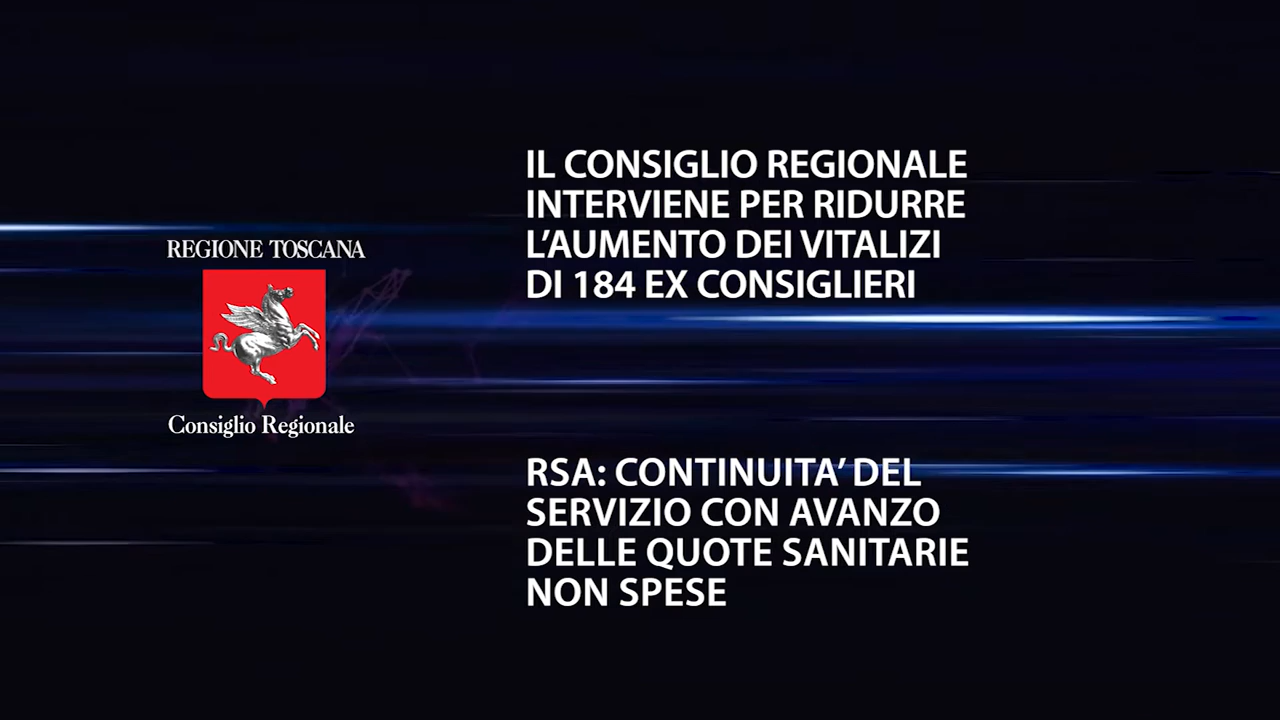 REGIONE TOSCANA
Consiglio Regionale
IL CONSIGLIO REGIONALE
INTERVIENE PER RIDURRE
L’AUMENTO DEI VITALIZI
DI 184 EX CONSIGLIERI
RSA: CONTINUITA’ DEL
SERVIZIO CON AVANZO
DELLE QUOTE SANITARIE
NON SPESE